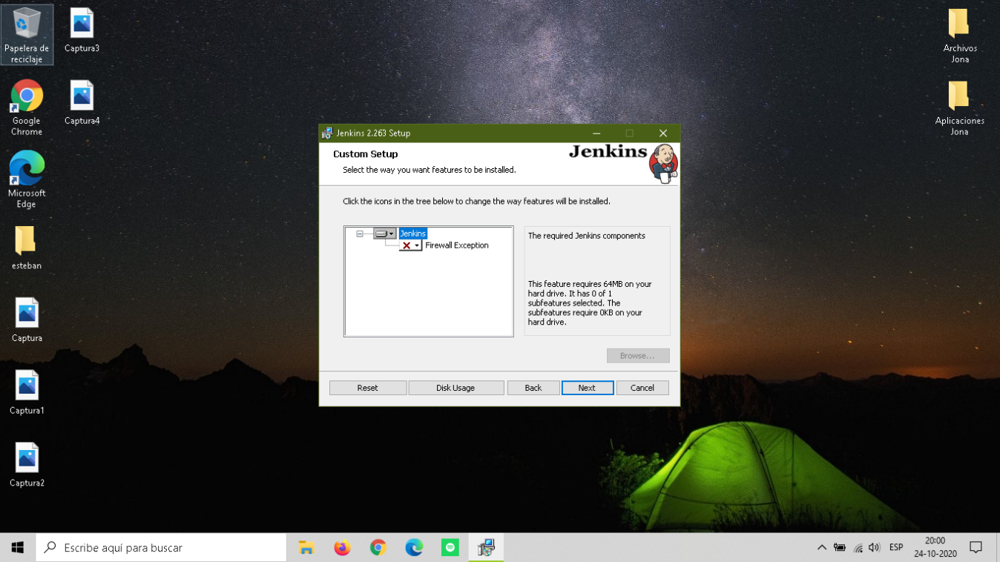 Papelera de
reciclaje
Captura3
Google
Chrome
Captura4
Microsoft
Edge
esteban
Captura
Captura1
Captura2
Archivos
Jona
Aplicaciones
Jona
Jenkins 2.263 Setup
Custom Setup
Jenkins
Select the way you want features to be installed.
Click the icons in the tree below to change the way features will be installed.
Jenkins
Firewall Exception
The required Jenkins components
This feature requires 64MB on your
hard drive. It has 0 of 1
subfeatures selected. The
subfeatures require 0KB on your
hard drive.
Browse...
Reset
Disk Usage
Back
Next
Cancel
Escribe aquí para buscar
ESP
20:00
24-10-2020